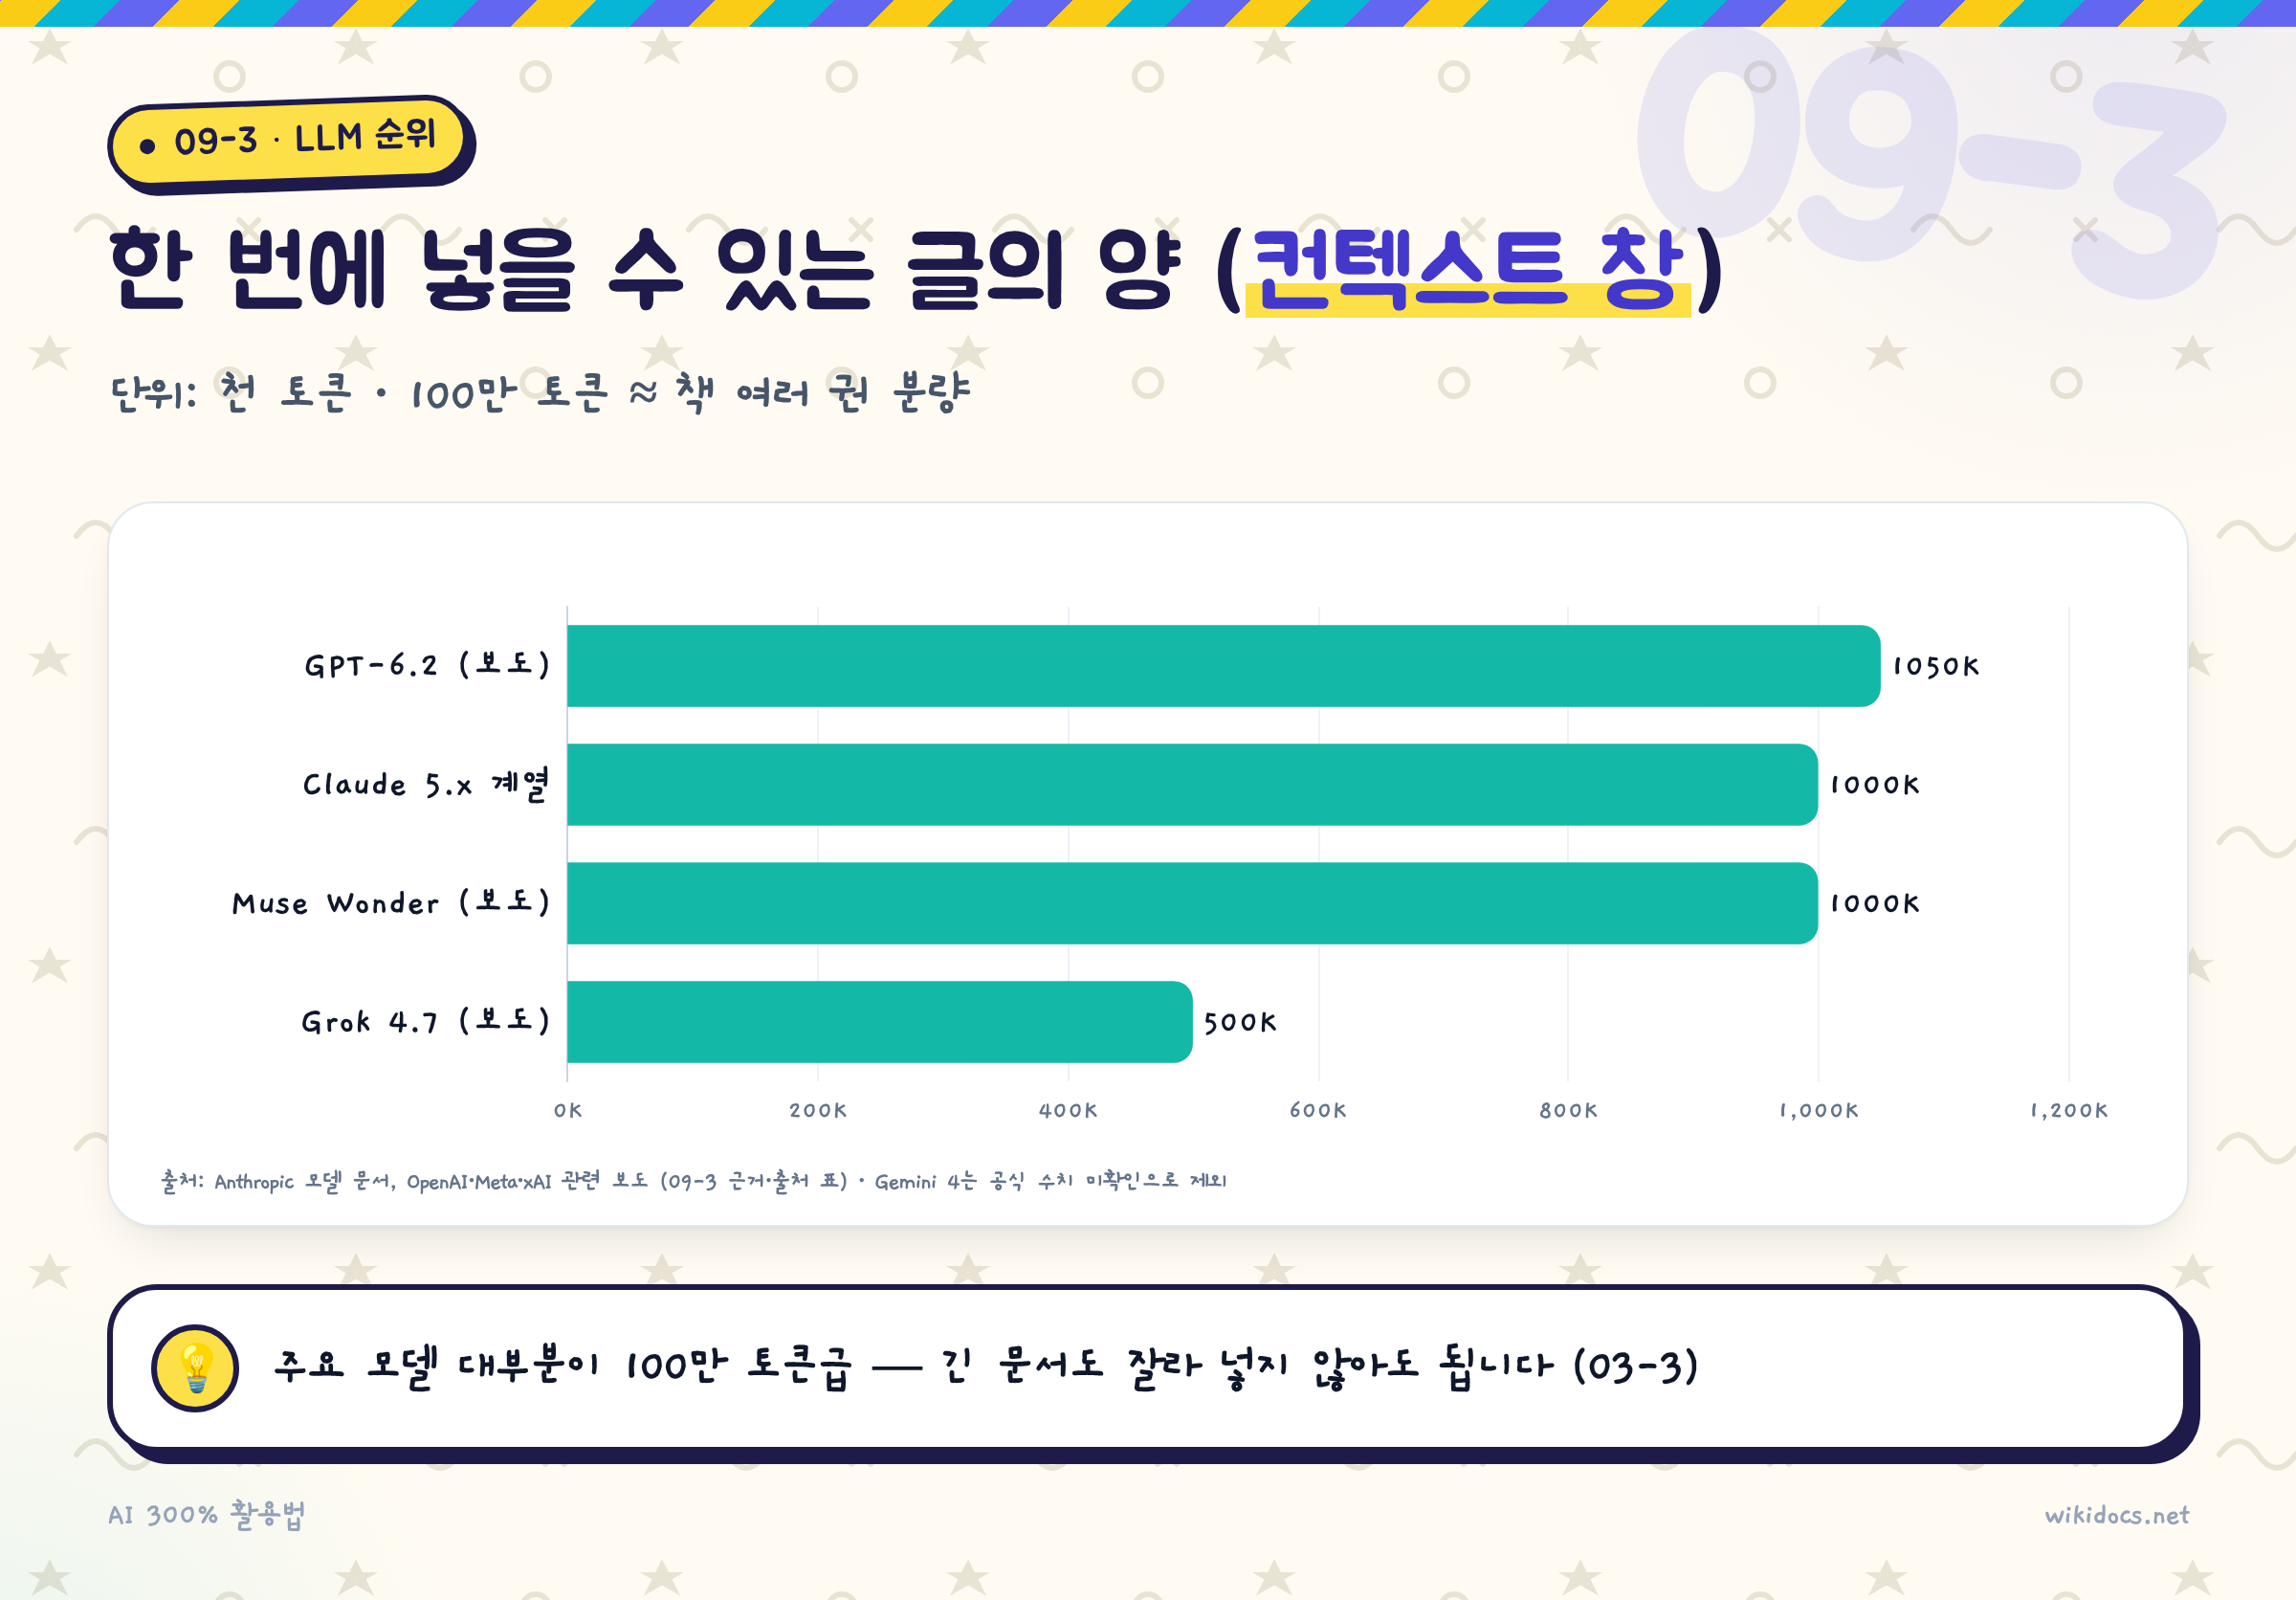 09-3
• 09-3 · LLM 순위
한 번에 넣을 수 있는 글의 양 (컨텍스트 창)
단위: 천 토큰 · 100만 토큰 ≈ 책 여러 권 분량
GPT-6.2 (보도) 1050K
Claude 5.x 계열 1000K
Muse Wonder (보도) 1000K
Grok 4.7 (보도) 500K
0K 200K 400K 600K 800K 1,000K 1,200K
출처: Anthropic 모델 문서, OpenAI·Meta·xAI 관련 보도 (09-3 근거·출처 표) · Gemini 4는 공식 수치 미확인으로 제외
주요 모델 대부분이 100만 토큰급 — 긴 문서도 잘라 넣지 않아도 됩니다 (03-3)
AI 300% 활용법
wikidocs.net